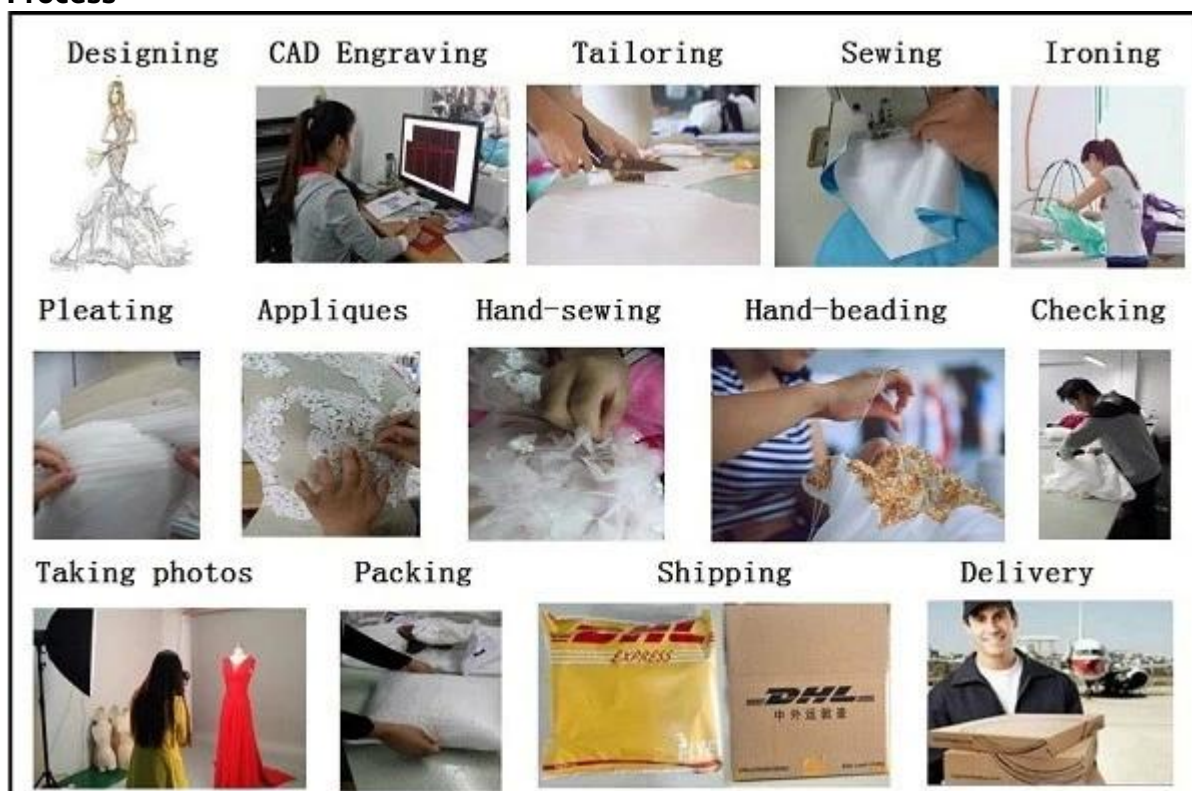 Process
Designing
CAD Engraving
Tailoring
Sewing
Ironing
Pleating
Appliques
Hand-sewing
Hand-beading
Checking
Taking photos
Packing
Shipping
Delivery
DHL
EXPRESS
DHL
中外运敦豪